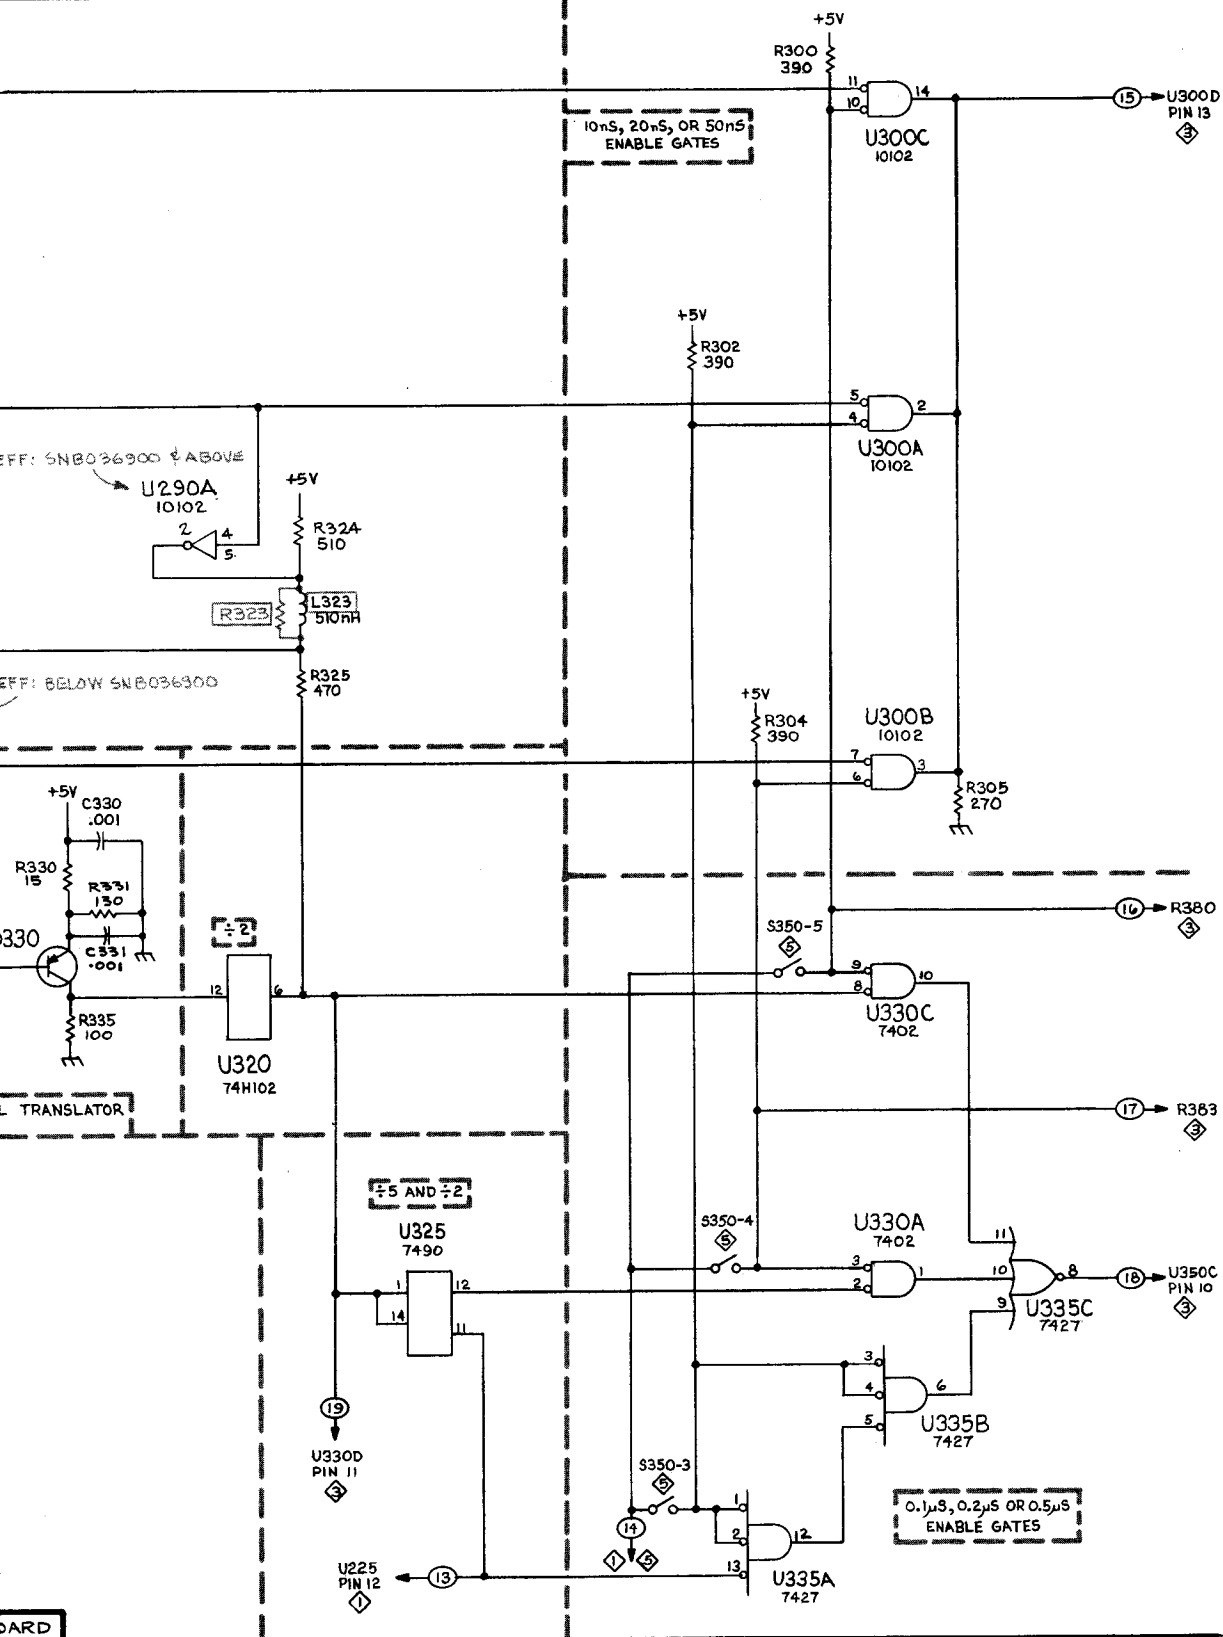 +5V
R300
390
11
10
14
U300C
10102
15
U300D
PIN 13
3
10nS, 20nS, OR 50nS
ENABLE GATES
+5V
R302
390
5
4
2
U300A
10102
EFF: SNB036900 & ABOVE
U290A
10102
2
4
5
+5V
R324
510
R323
L323
510nH
EFF: BELOW SNB036900
R325
470
+5V
R304
390
U300B
10102
7
6
3
R305
270
+5V
C330
.001
R330
15
R331
130
C331
.001
R335
100
÷2
12
6
U320
74H102
L TRANSLATOR
S350-5
5
16
R380
3
9
8
10
U330C
7402
17
R383
3
÷5 AND ÷2
U325
7490
1
14
12
11
S350-4
5
U330A
7402
3
2
1
11
10
9
8
U335C
7427
18
U350C
PIN 10
3
19
U330D
PIN 11
3
3
4
5
6
U335B
7427
S350-3
5
14
1
5
1
2
13
12
U335A
7427
0.1µS, 0.2µS OR 0.5µS
ENABLE GATES
U225
PIN 12
1
13
OARD